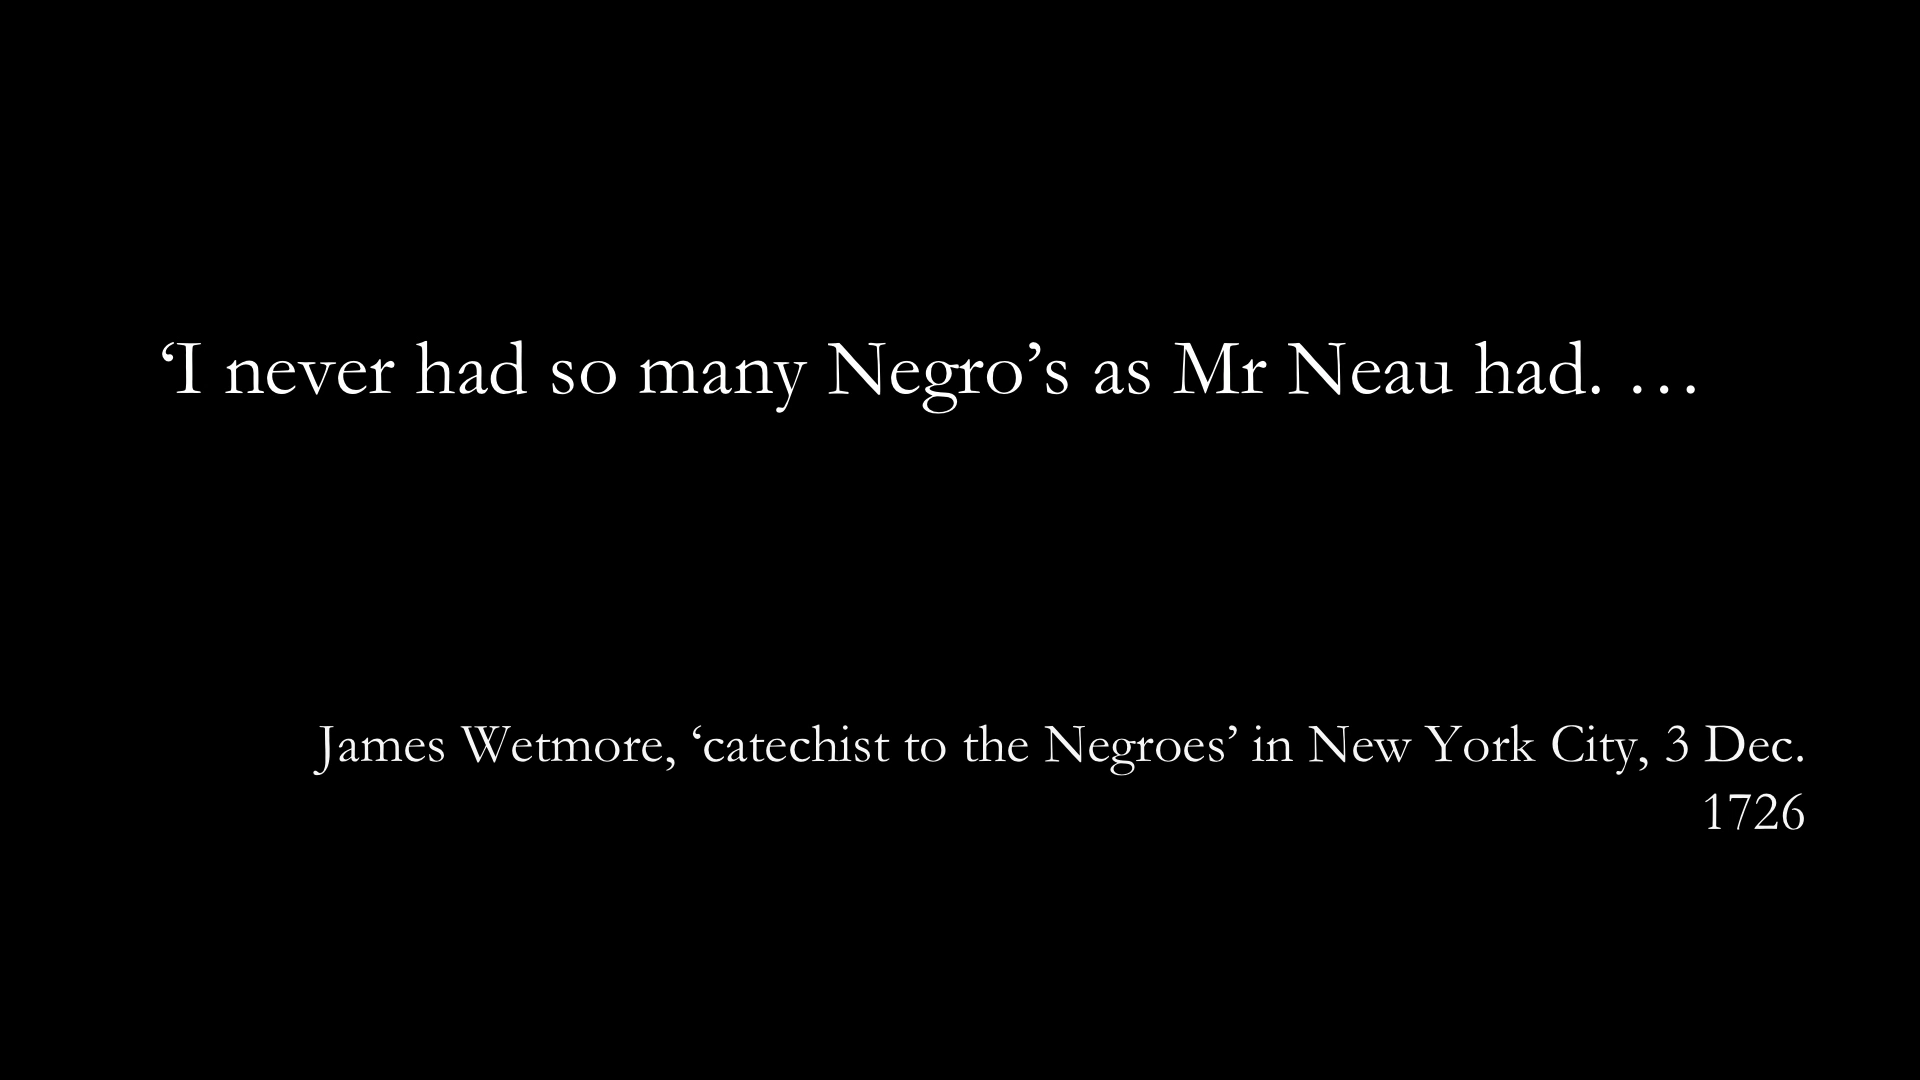 ‘I never had so many Negro’s as Mr Neau had. …
James Wetmore, ‘catechist to the Negroes’ in New York City, 3 Dec.
1726